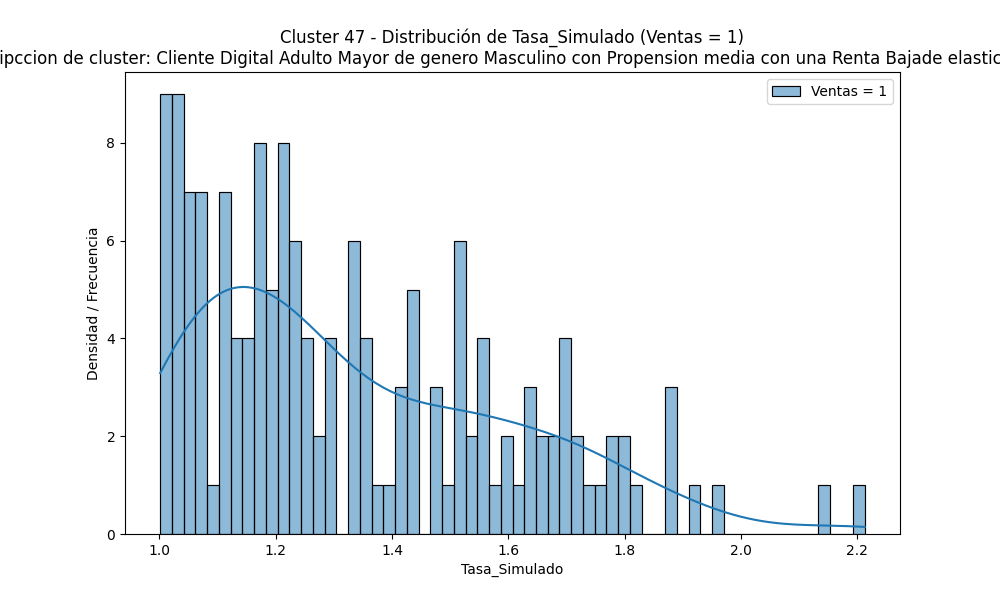 Cluster 47 - Distribución de Tasa_Simulado (Ventas = 1)
ipccion de cluster: Cliente Digital Adulto Mayor de genero Masculino con Propension media con una Renta Bajade elastic
Ventas = 1
Densidad / Frecuencia
8
6
4
2
0
1.0 1.2 1.4 1.6 1.8 2.0 2.2
Tasa_Simulado